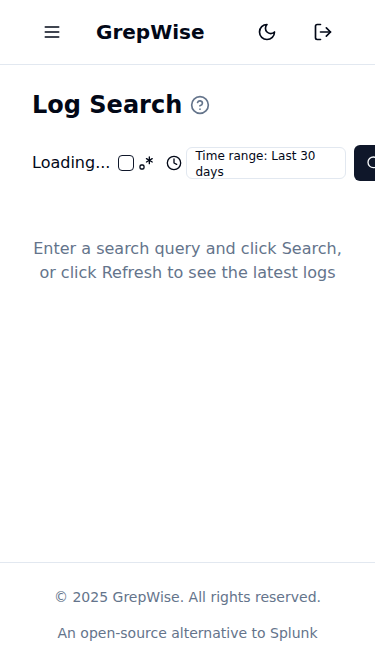 GrepWise
Log Search
Loading...
.*
Time range: Last 30
days
Enter a search query and click Search,
or click Refresh to see the latest logs
© 2025 GrepWise. All rights reserved.
An open-source alternative to Splunk